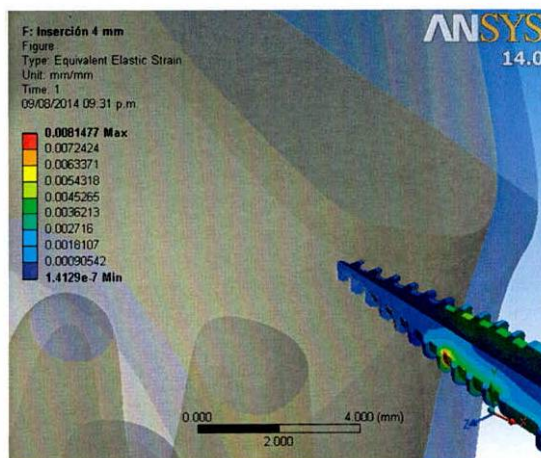 F: Inserción 4 mm
Figure
Type: Equivalent Elastic Strain
Unit: mm/mm
Time: 1
09/08/2014 09:31 p.m.
ANSYS
14.0
0.0081477 Max
0.0072424
0.0063371
0.0054318
0.0045265
0.0036213
0.002716
0.0018107
0.00090542
1.4129e-7 Min
0.000
4.000 (mm)
2.000
Z